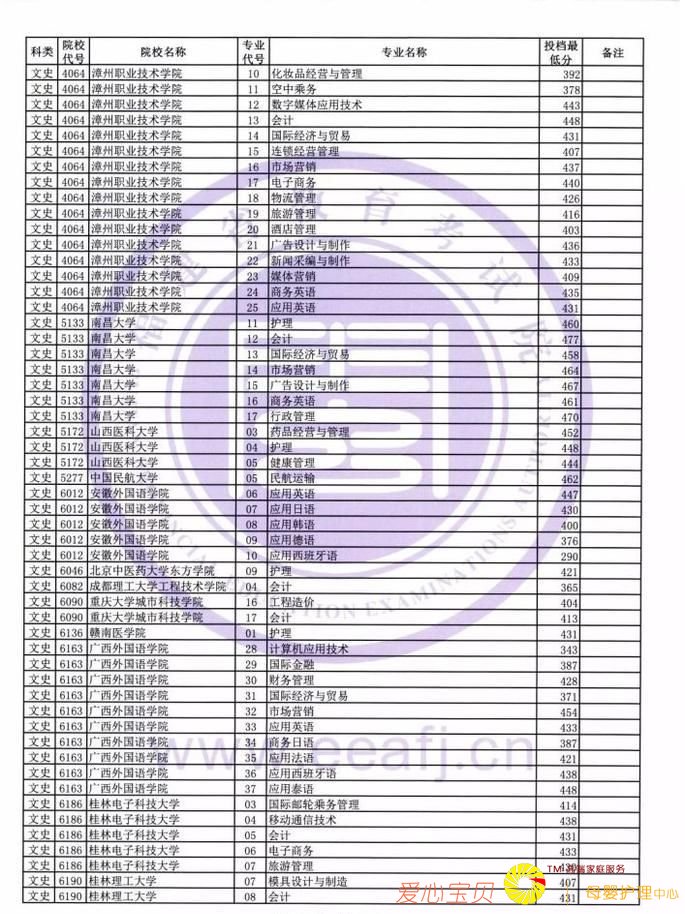 科类 院校代号 院校名称 专业代号 专业名称 投档最低分 备注
文史 4064 漳州职业技术学院 10 化妆品经营与管理 392
文史 4064 漳州职业技术学院 11 空中乘务 378
文史 4064 漳州职业技术学院 12 数字媒体应用技术 443
文史 4064 漳州职业技术学院 13 会计 448
文史 4064 漳州职业技术学院 14 国际经济与贸易 431
文史 4064 漳州职业技术学院 15 连锁经营管理 407
文史 4064 漳州职业技术学院 16 市场营销 437
文史 4064 漳州职业技术学院 17 电子商务 440
文史 4064 漳州职业技术学院 18 物流管理 426
文史 4064 漳州职业技术学院 19 旅游管理 416
文史 4064 漳州职业技术学院 20 酒店管理 403
文史 4064 漳州职业技术学院 21 广告设计与制作 436
文史 4064 漳州职业技术学院 22 新闻采编与制作 433
文史 4064 漳州职业技术学院 23 媒体营销 409
文史 4064 漳州职业技术学院 24 商务英语 435
文史 4064 漳州职业技术学院 25 应用英语 431
文史 5133 南昌大学 11 护理 460
文史 5133 南昌大学 12 会计 477
文史 5133 南昌大学 13 国际经济与贸易 458
文史 5133 南昌大学 14 市场营销 464
文史 5133 南昌大学 15 广告设计与制作 467
文史 5133 南昌大学 16 商务英语 461
文史 5133 南昌大学 17 行政管理 470
文史 5172 山西医科大学 03 药品经营与管理 452
文史 5172 山西医科大学 04 护理 448
文史 5172 山西医科大学 05 健康管理 444
文史 5277 中国民航大学 05 民航运输 462
文史 6012 安徽外国语学院 06 应用英语 447
文史 6012 安徽外国语学院 07 应用日语 430
文史 6012 安徽外国语学院 08 应用韩语 400
文史 6012 安徽外国语学院 09 应用德语 376
文史 6012 安徽外国语学院 10 应用西班牙语 290
文史 6046 北京中医药大学东方学院 09 护理 421
文史 6082 成都理工大学工程技术学院 04 会计 365
文史 6090 重庆大学城市科技学院 16 工程造价 404
文史 6090 重庆大学城市科技学院 17 会计 413
文史 6136 赣南医学院 01 护理 431
文史 6163 广西外国语学院 28 计算机应用技术 343
文史 6163 广西外国语学院 29 国际金融 387
文史 6163 广西外国语学院 30 财务管理 428
文史 6163 广西外国语学院 31 国际经济与贸易 371
文史 6163 广西外国语学院 32 市场营销 454
文史 6163 广西外国语学院 33 应用英语 433
文史 6163 广西外国语学院 34 商务日语 387
文史 6163 广西外国语学院 35 应用法语 421
文史 6163 广西外国语学院 36 应用西班牙语 438
文史 6163 广西外国语学院 37 应用泰语 448
文史 6186 桂林电子科技大学 03 国际邮轮乘务管理 414
文史 6186 桂林电子科技大学 04 移动通信技术 438
文史 6186 桂林电子科技大学 05 会计 431
文史 6186 桂林电子科技大学 06 电子商务 433
文史 6186 桂林电子科技大学 07 旅游管理
文史 6190 桂林理工大学 07 模具设计与制造 407
文史 6190 桂林理工大学 08 会计 431
www.eeafj.cn
爱心宝贝
家庭服务
母婴护理中心